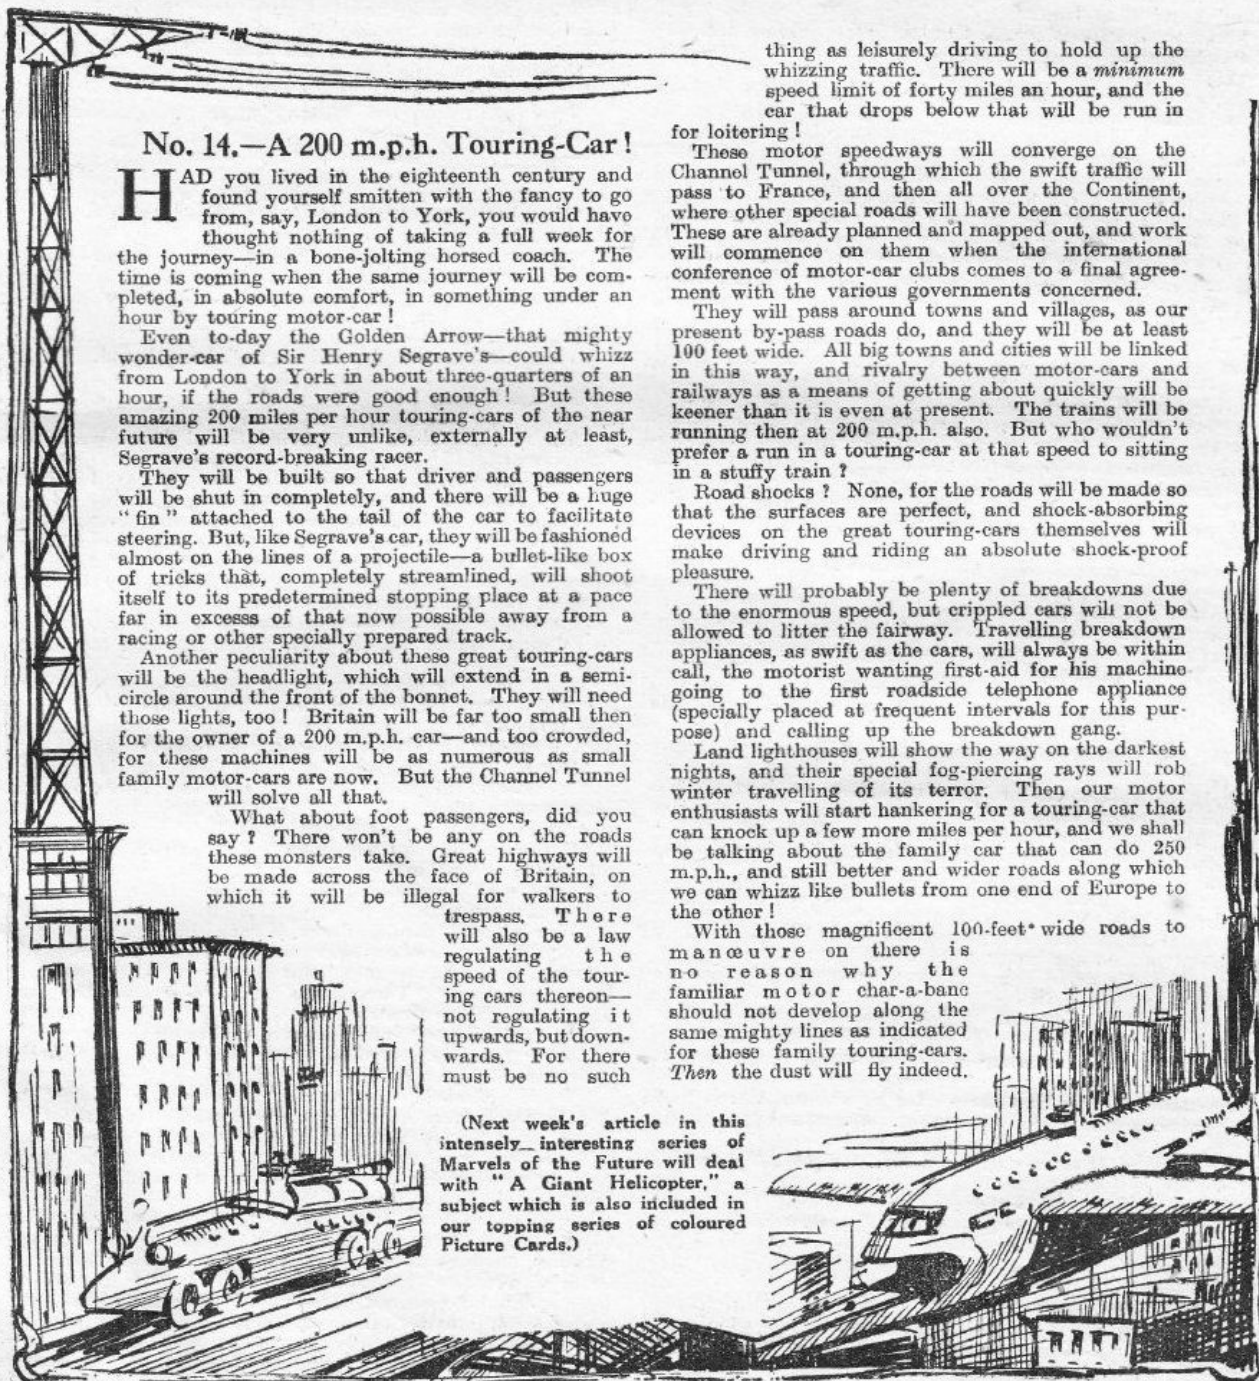 No. 14.—A 200 m.p.h. Touring-Car !
HAD you lived in the eighteenth century and
found yourself smitten with the fancy to go
from, say, London to York, you would have
thought nothing of taking a full week for
the journey—in a bone-jolting horsed coach. The
time is coming when the same journey will be com-
pleted, in absolute comfort, in something under an
hour by touring motor-car !
Even to-day the Golden Arrow—that mighty
wonder-car of Sir Henry Segrave's—could whizz
from London to York in about three-quarters of an
hour, if the roads were good enough ! But these
amazing 200 miles per hour touring-cars of the near
future will be very unlike, externally at least,
Segrave's record-breaking racer.
They will be built so that driver and passengers
will be shut in completely, and there will be a huge
" fin " attached to the tail of the car to facilitate
steering. But, like Segrave's car, they will be fashioned
almost on the lines of a projectile—a bullet-like box
of tricks that, completely streamlined, will shoot
itself to its predetermined stopping place at a pace
far in excesss of that now possible away from a
racing or other specially prepared track.
Another peculiarity about these great touring-cars
will be the headlight, which will extend in a semi-
circle around the front of the bonnet. They will need
those lights, too ! Britain will be far too small then
for the owner of a 200 m.p.h. car—and too crowded,
for these machines will be as numerous as small
family motor-cars are now. But the Channel Tunnel
will solve all that.
What about foot passengers, did you
say ? There won't be any on the roads
these monsters take. Great highways will
be made across the face of Britain, on
which it will be illegal for walkers to
trespass. There
will also be a law
regulating the
speed of the tour-
ing cars thereon—
not regulating it
upwards, but down-
wards. For there
must be no such
thing as leisurely driving to hold up the
whizzing traffic. There will be a minimum
speed limit of forty miles an hour, and the
car that drops below that will be run in
for loitering !
These motor speedways will converge on the
Channel Tunnel, through which the swift traffic will
pass to France, and then all over the Continent,
where other special roads will have been constructed.
These are already planned and mapped out, and work
will commence on them when the international
conference of motor-car clubs comes to a final agree-
ment with the various governments concerned.
They will pass around towns and villages, as our
present by-pass roads do, and they will be at least
100 feet wide. All big towns and cities will be linked
in this way, and rivalry between motor-cars and
railways as a means of getting about quickly will be
keener than it is even at present. The trains will be
running then at 200 m.p.h. also. But who wouldn't
prefer a run in a touring-car at that speed to sitting
in a stuffy train ?
Road shocks ? None, for the roads will be made so
that the surfaces are perfect, and shock-absorbing
devices on the great touring-cars themselves will
make driving and riding an absolute shock-proof
pleasure.
There will probably be plenty of breakdowns due
to the enormous speed, but crippled cars will not be
allowed to litter the fairway. Travelling breakdown
appliances, as swift as the cars, will always be within
call, the motorist wanting first-aid for his machine
going to the first roadside telephone appliance
(specially placed at frequent intervals for this pur-
pose) and calling up the breakdown gang.
Land lighthouses will show the way on the darkest
nights, and their special fog-piercing rays will rob
winter travelling of its terror. Then our motor
enthusiasts will start hankering for a touring-car that
can knock up a few more miles per hour, and we shall
be talking about the family car that can do 250
m.p.h., and still better and wider roads along which
we can whizz like bullets from one end of Europe to
the other !
With those magnificent 100-feet wide roads to
manœuvre on there is
no reason why the
familiar motor char-a-banc
should not develop along the
same mighty lines as indicated
for these family touring-cars.
Then the dust will fly indeed.
(Next week's article in this
intensely interesting series of
Marvels of the Future will deal
with " A Giant Helicopter," a
subject which is also included in
our topping series of coloured
Picture Cards.)